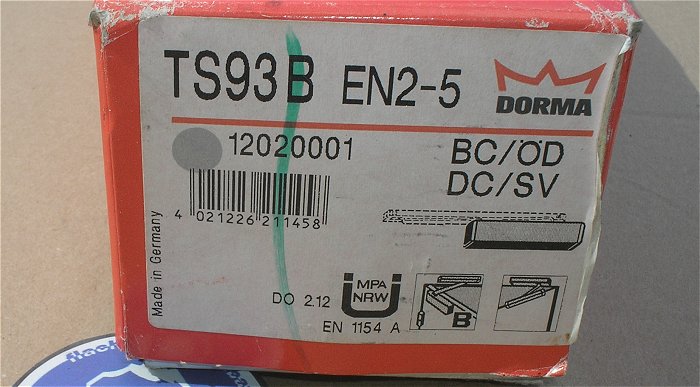 TS93B EN2-5
DORMA
12020001
BC/ÖD
DC/SV
4 021226 211458
Made in Germany
DO 2.12
MPA
NRW
EN 1154 A
B